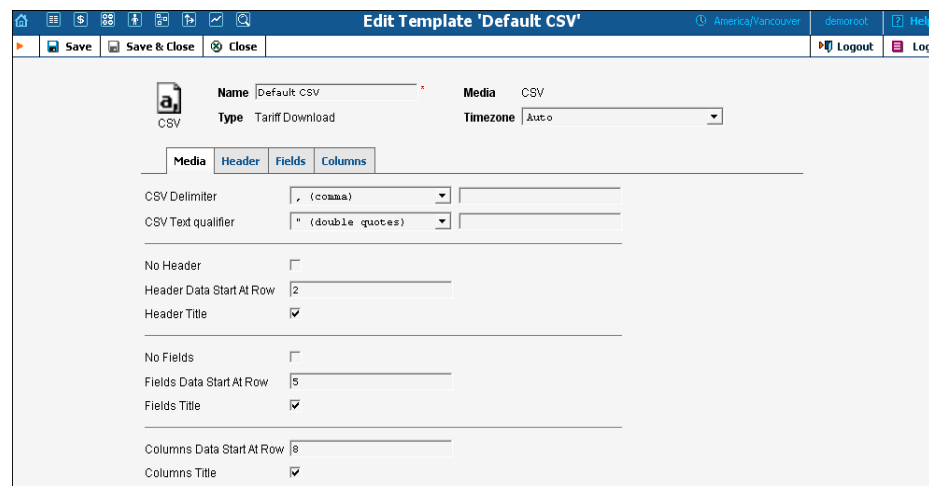 Edit Template 'Default CSV' America/Vancouver demoroot ? Help
Save Save & Close Close Logout Log
a, Name Default CSV * Media CSV
CSV Type Tariff Download Timezone Auto
Media Header Fields Columns
CSV Delimiter , (comma)
CSV Text qualifier " (double quotes)
No Header
Header Data Start At Row 2
Header Title
No Fields
Fields Data Start At Row 5
Fields Title
Columns Data Start At Row 8
Columns Title